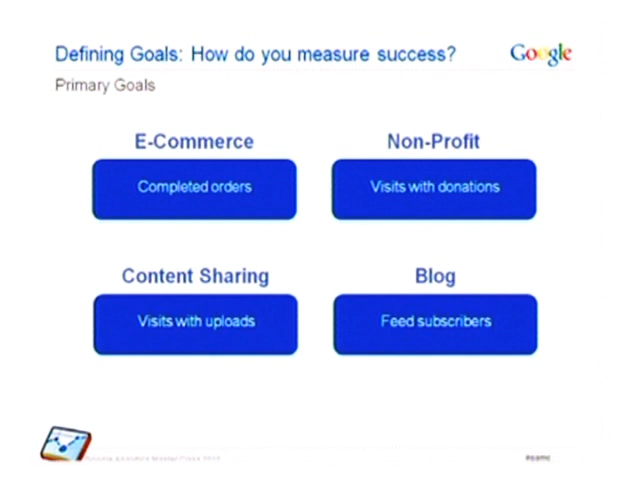 Defining Goals: How do you measure success?
Google
Primary Goals
E-Commerce
Non-Profit
Completed orders
Visits with donations
Content Sharing
Blog
Visits with uploads
Feed subscribers